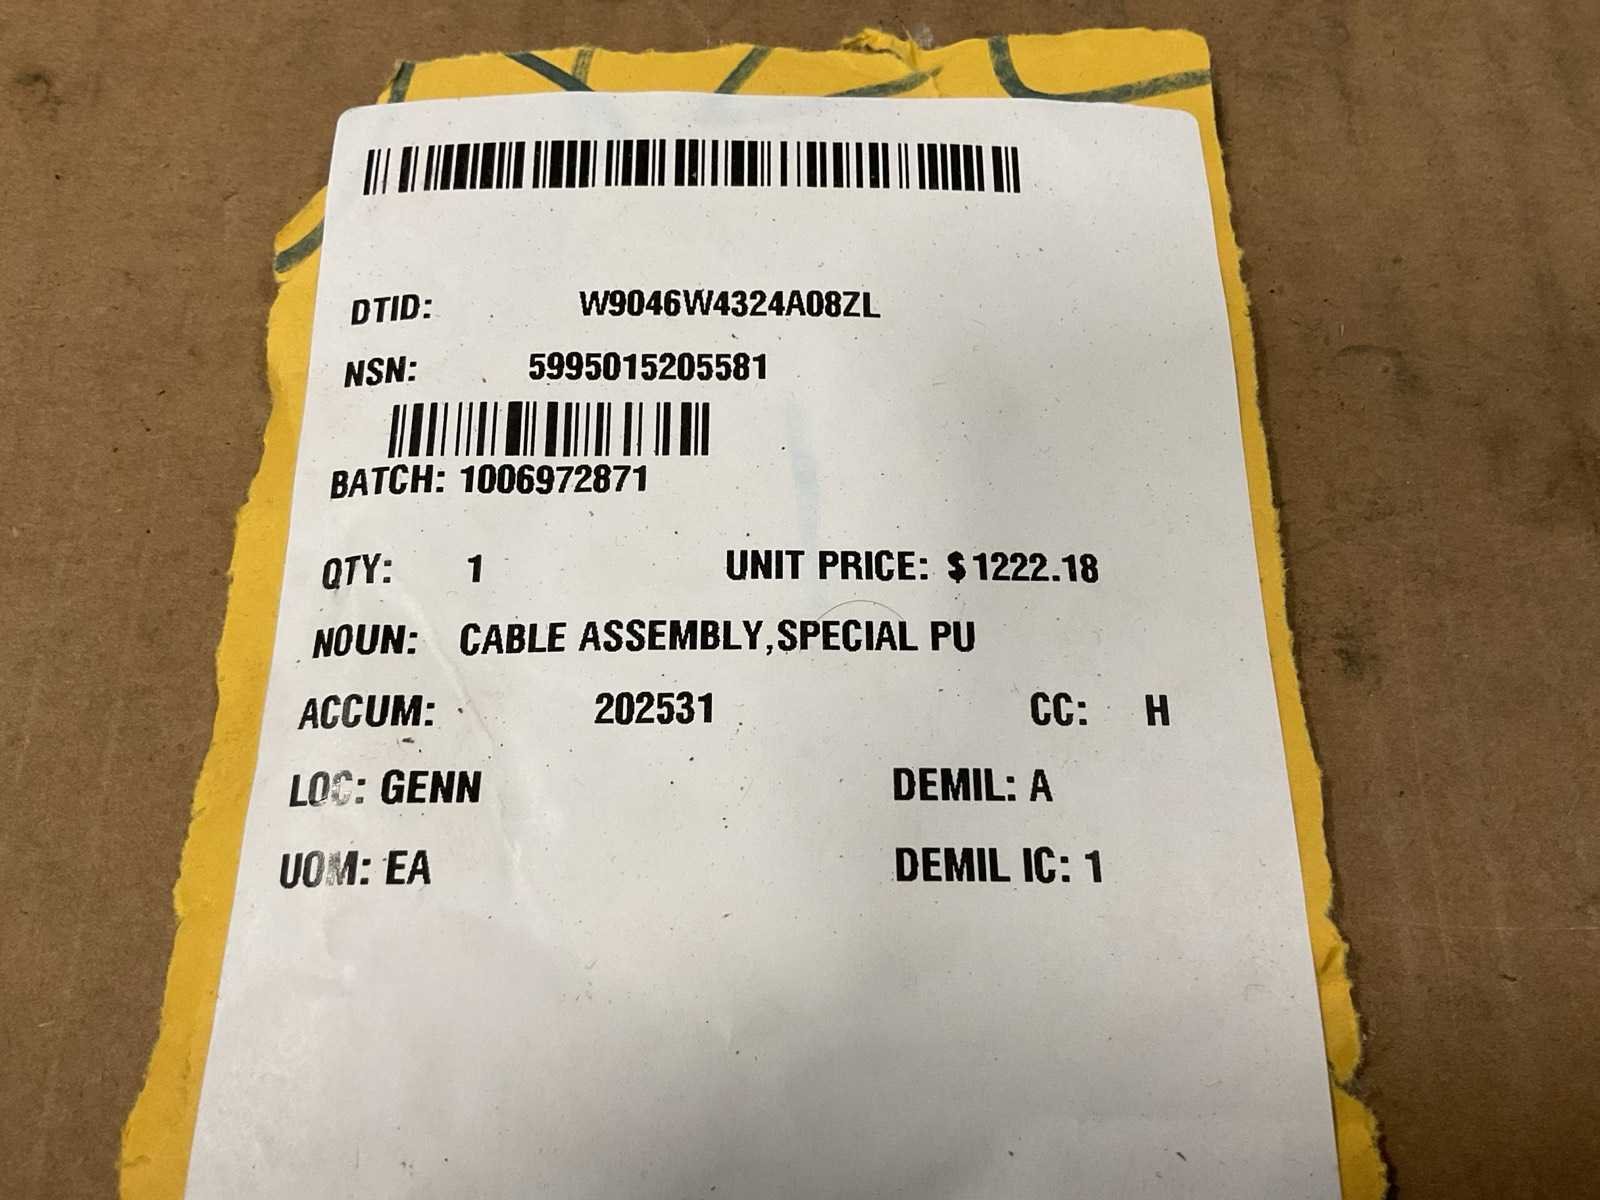 DTID: W9046W4324A08ZL
NSN: 5995015205581
BATCH: 1006972871
QTY: 1 UNIT PRICE: $1222.18
NOUN: CABLE ASSEMBLY,SPECIAL PU
ACCUM: 202531 CC: H
LOC: GENN DEMIL: A
UOM: EA DEMIL IC: 1